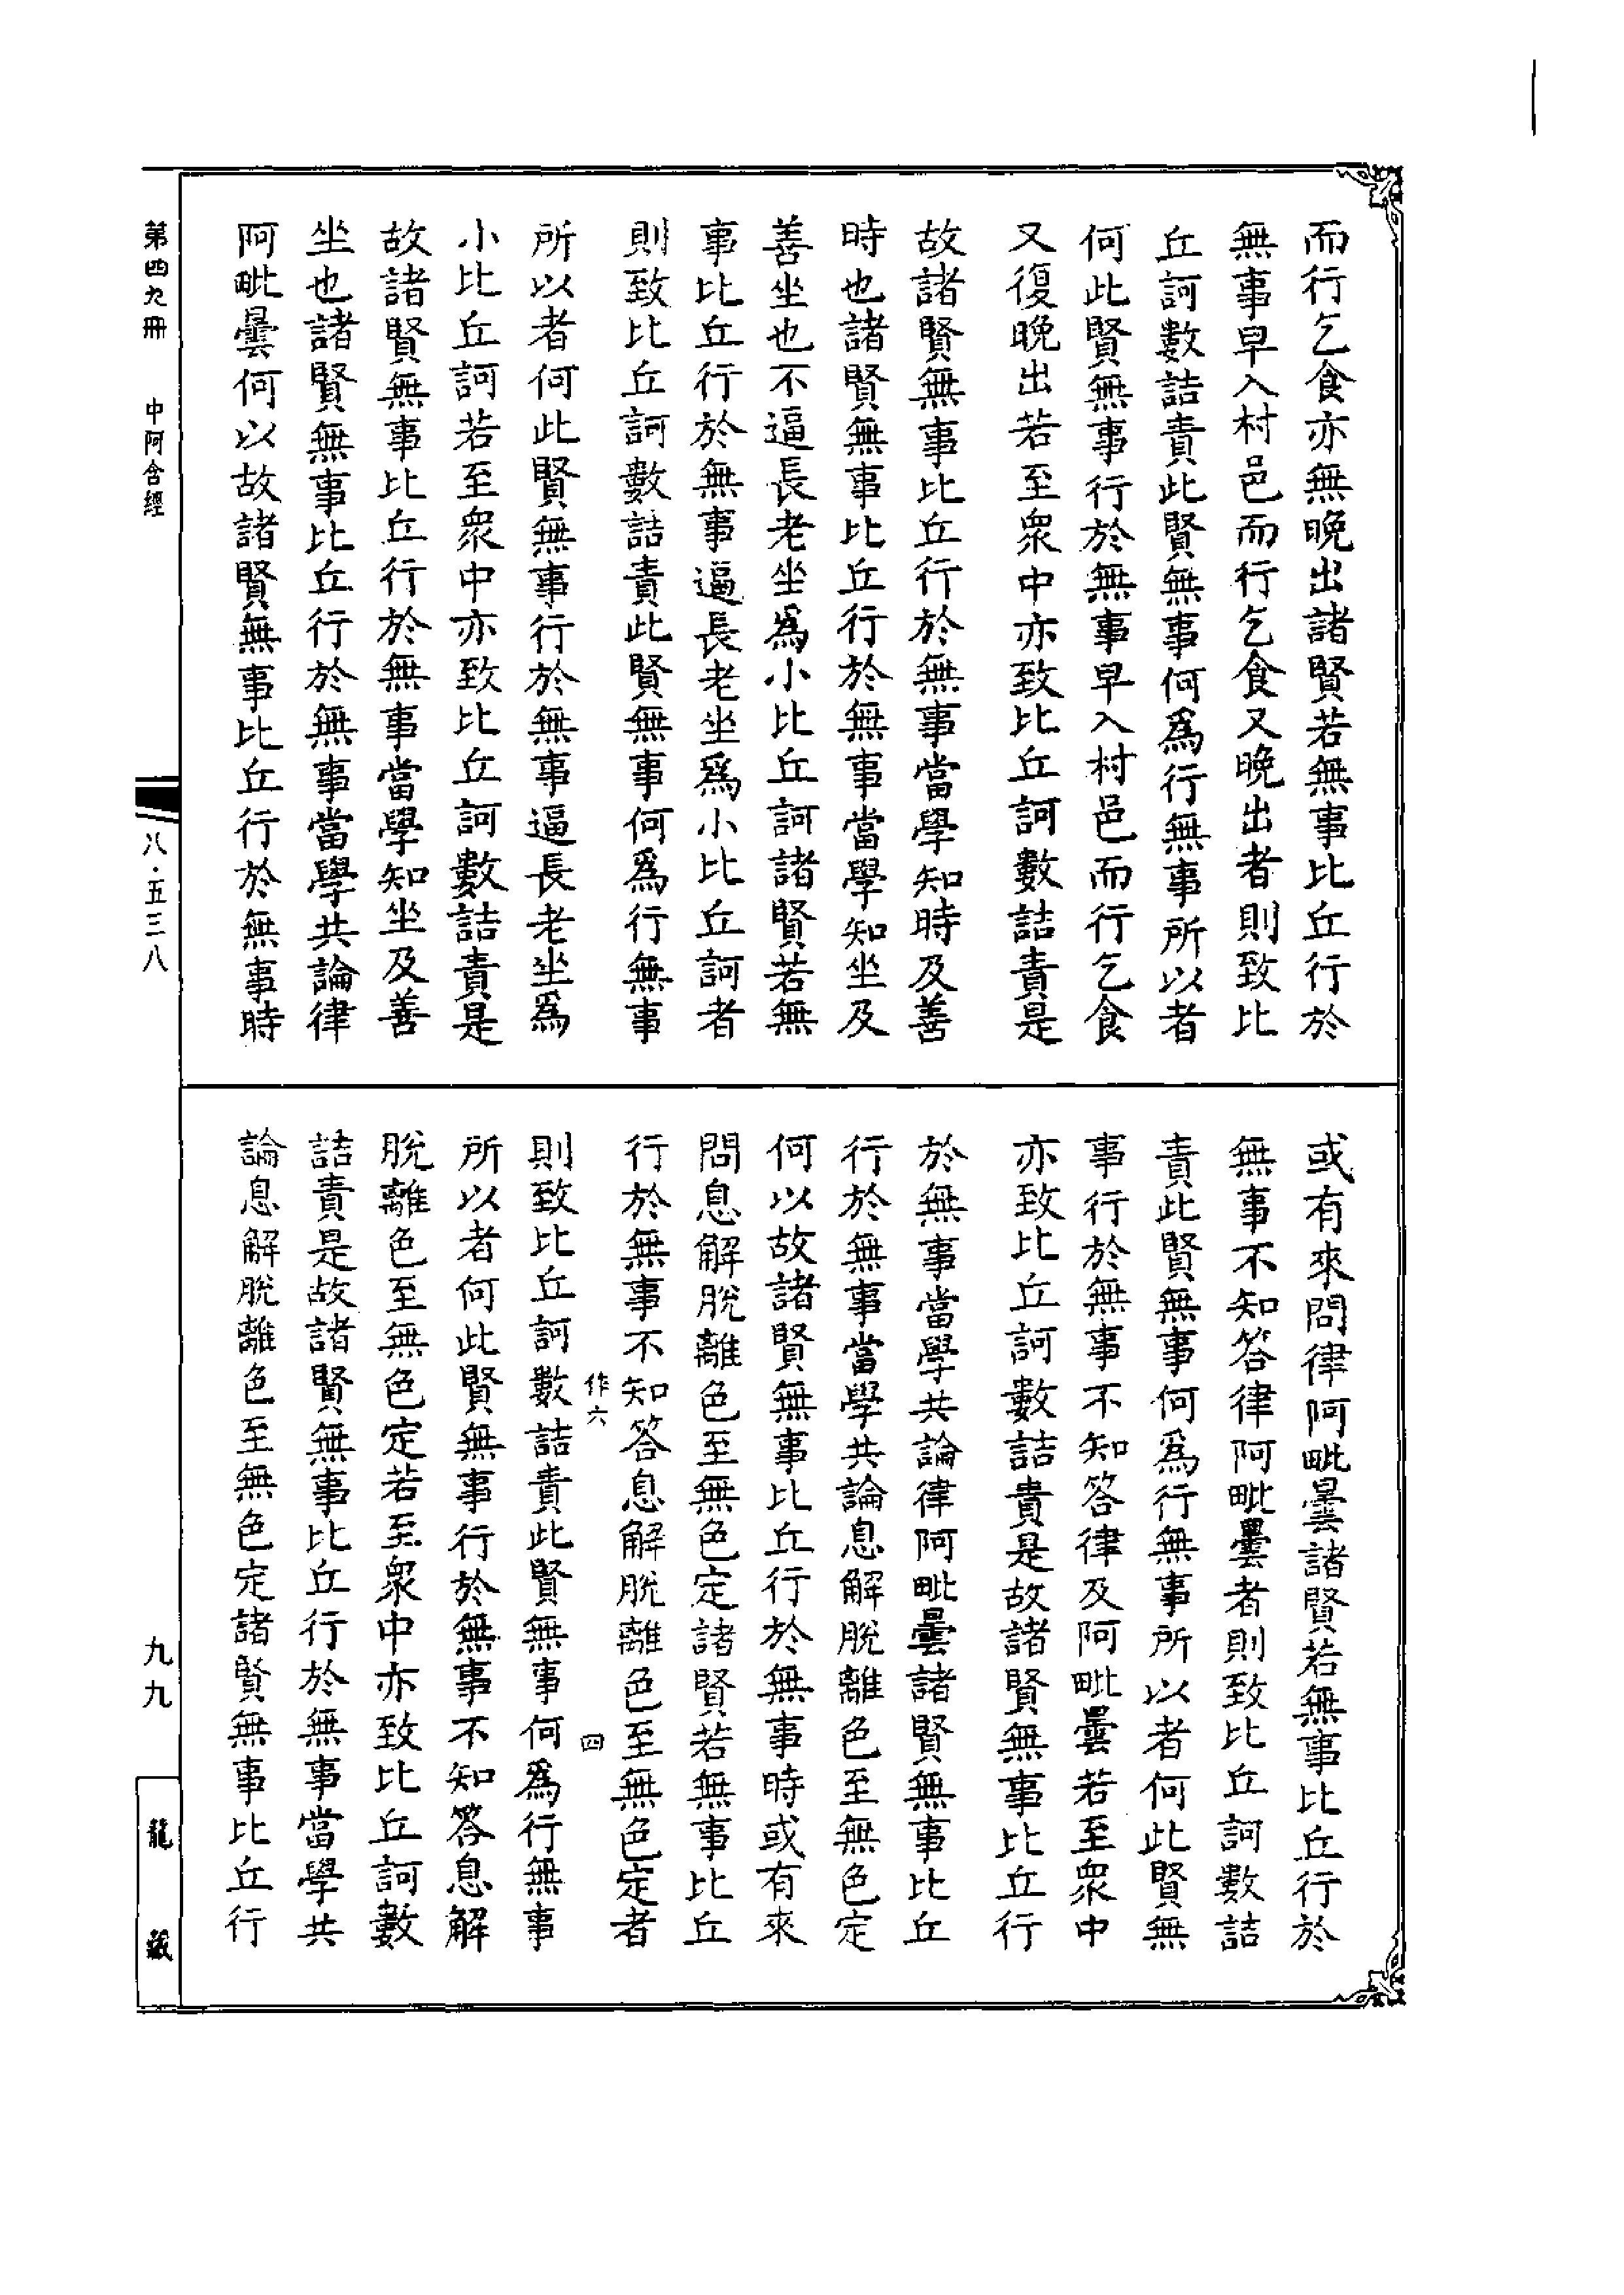 而行乞食亦無晚出諸賢若無事比丘行於
無事早入村邑而行乞食又晚出者則致比
丘訶數詰責此賢無事何為行無事所以者
何此賢無事行於無事早入村邑而行乞食
又復晚出若至衆中亦致比丘訶數詰責是
故諸賢無事比丘行於無事當學知時及善
時也諸賢無事比丘行於無事當學知坐及
善坐也不逼長老坐為小比丘訶諸賢若無
事比丘行於無事逼長老坐為小比丘訶者
則致比丘訶數詰責此賢無事何為行無事
所以者何此賢無事行於無事逼長老坐為
小比丘訶若至衆中亦致比丘訶數詰責是
故諸賢無事比丘行於無事當學知坐及善
坐也諸賢無事比丘行於無事當學共論律
阿毗曇何以故諸賢無事比丘行於無事時
或有來問律阿毗曇諸賢若無事比丘行於
無事不知答律阿毗曇者則致比丘訶數詰
責此賢無事何為行無事所以者何此賢無
事行於無事不知答律及阿毗曇若至衆中
亦致比丘訶數詰責是故諸賢無事比丘行
於無事當學共論律阿毗曇諸賢無事比丘
行於無事當學共論息解脫離色至無色定
何以故諸賢無事比丘行於無事時或有來
問息解脫離色至無色定諸賢若無事比丘
行於無事不知答息解脫離色至無色定者
作六 四
則致比丘訶數詰責此賢無事何為行無事
所以者何此賢無事行於無事不知答息解
脫離色至無色定若至衆中亦致比丘訶數
詰責是故諸賢無事比丘行於無事當學共
論息解脫離色至無色定諸賢無事比丘行
第四九冊 中阿含經
八·五三八
九九
龍藏